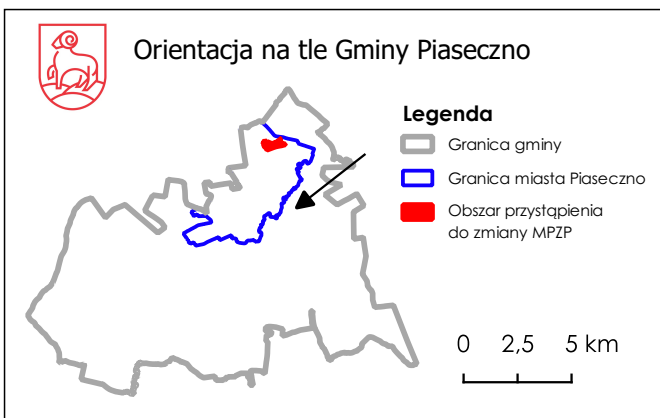 Orientacja na tle Gminy Piaseczno
Legenda
Granica gminy
Granica miasta Piaseczno
Obszar przystąpienia
do zmiany MPZP
0 2,5 5 km